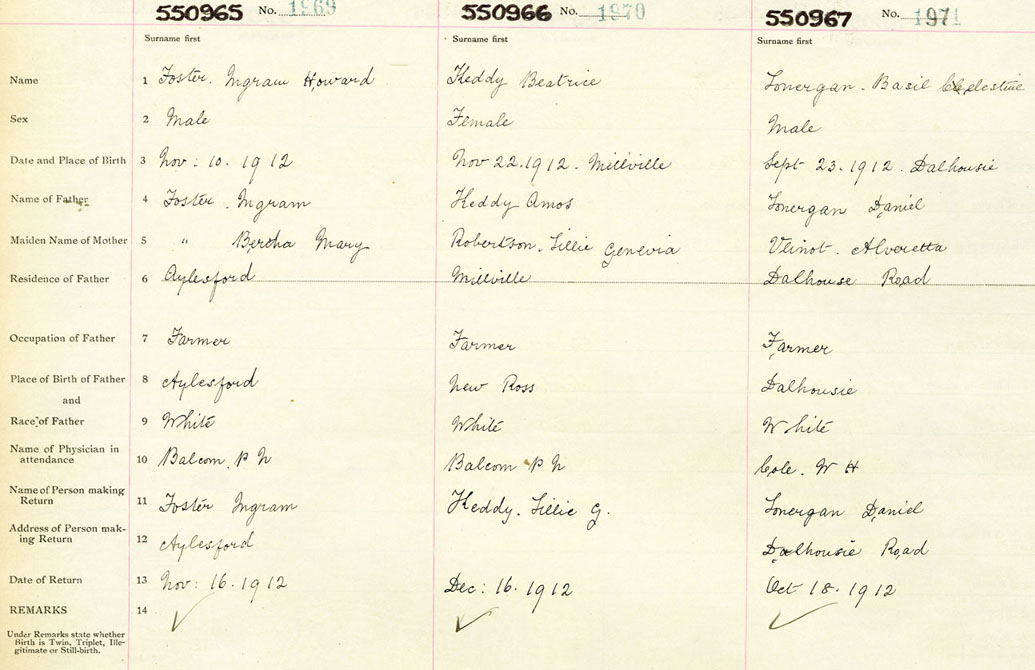 550965 No. 1969 550966 No. 1970 550967 No. 1971
Surname first Surname first Surname first
Name 1 Foster. Ingram Howard Keddy Beatrice Lonergan. Basil Celestine
Sex 2 Male Female Male
Date and Place of Birth 3 Nov: 10. 1912 Nov 22. 1912. Millville Sept 23. 1912. Dalhousie
Name of Father 4 Foster. Ingram Keddy Amos Lonergan Daniel
Maiden Name of Mother 5 " Bertha Mary Robertson. Lillie Genevia Veinot. Alveretta
Residence of Father 6 Aylesford Millville Dalhouse Road
Occupation of Father 7 Farmer Farmer Farmer
Place of Birth of Father 8 Aylesford New Ross Dalhousie
and
Race of Father 9 White White White
Name of Physician in
attendance 10 Balcom. P N Balcom P N Cole. W H
Name of Person making
Return 11 Foster Ingram Keddy. Lillie G. Lonergan Daniel
Address of Person mak-
ing Return 12 Aylesford Dalhousie Road
Date of Return 13 Nov: 16. 1912 Dec: 16. 1912 Oct 18. 1912
REMARKS 14
Under Remarks state whether
Birth is Twin, Triplet, Ille-
gitimate or Still-birth.